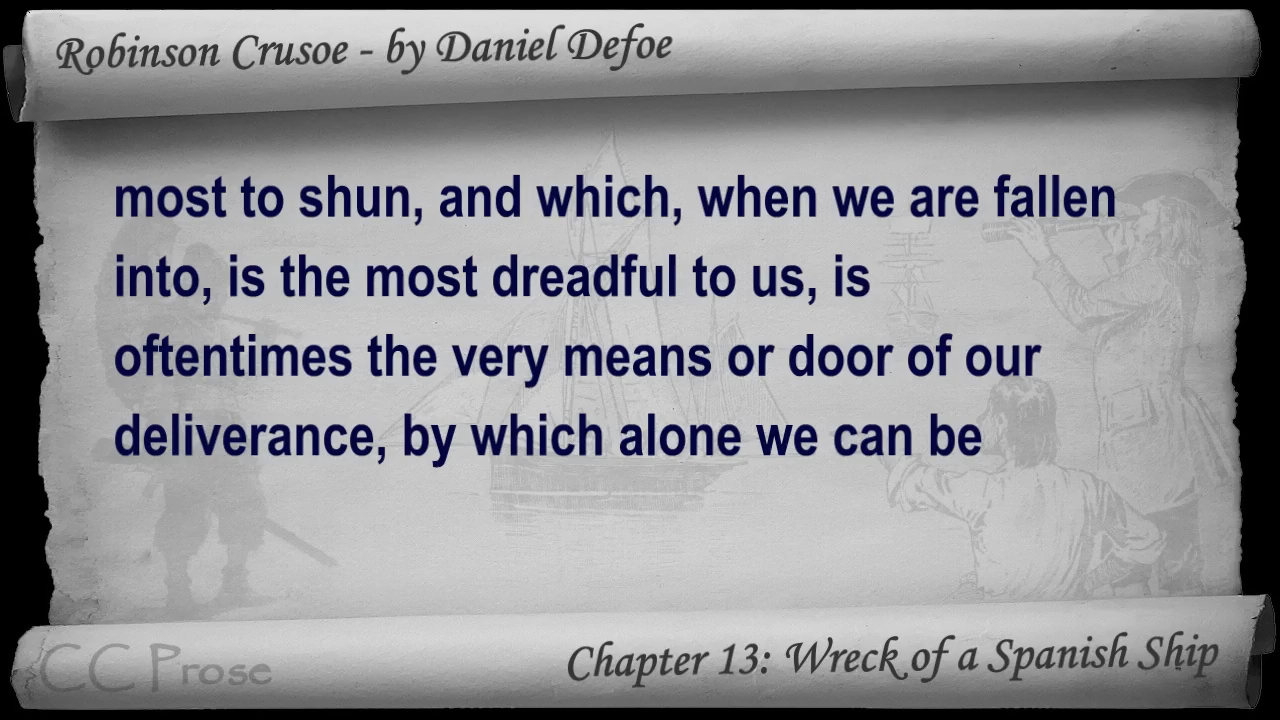 Robinson Crusoe - by Daniel Defoe
most to shun, and which, when we are fallen
into, is the most dreadful to us, is
oftentimes the very means or door of our
deliverance, by which alone we can be
CC Prose
Chapter 13: Wreck of a Spanish Ship